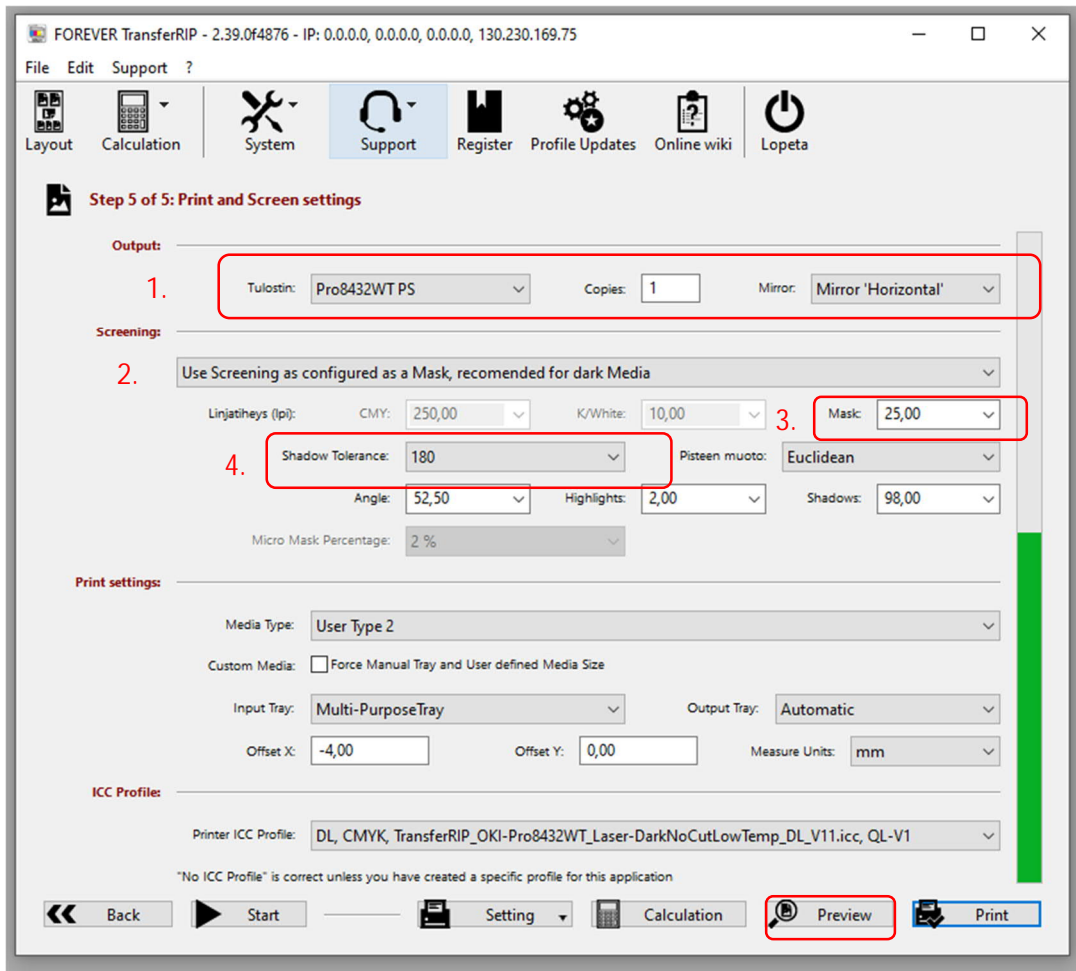 FOREVER TransferRIP - 2.39.0f4876 - IP: 0.0.0.0, 0.0.0.0, 0.0.0.0, 130.230.169.75
File Edit Support ?
Layout Calculation System Support Register Profile Updates Online wiki Lopeta
Step 5 of 5: Print and Screen settings
Output:
1. Tulostin: Pro8432WT PS Copies: 1 Mirror: Mirror 'Horizontal'
Screening:
2. Use Screening as configured as a Mask, recomended for dark Media
Linjatiheys (lpi): CMY: 250,00 K/White: 10,00 3. Mask: 25,00
4. Shadow Tolerance: 180 Pisteen muoto: Euclidean
Angle: 52,50 Highlights: 2,00 Shadows: 98,00
Micro Mask Percentage: 2 %
Print settings:
Media Type: User Type 2
Custom Media: Force Manual Tray and User defined Media Size
Input Tray: Multi-PurposeTray Output Tray: Automatic
Offset X: -4,00 Offset Y: 0,00 Measure Units: mm
ICC Profile:
Printer ICC Profile: DL, CMYK, TransferRIP_OKI-Pro8432WT_Laser-DarkNoCutLowTemp_DL_V11.icc, QL-V1
"No ICC Profile" is correct unless you have created a specific profile for this application
Back Start Setting Calculation Preview Print